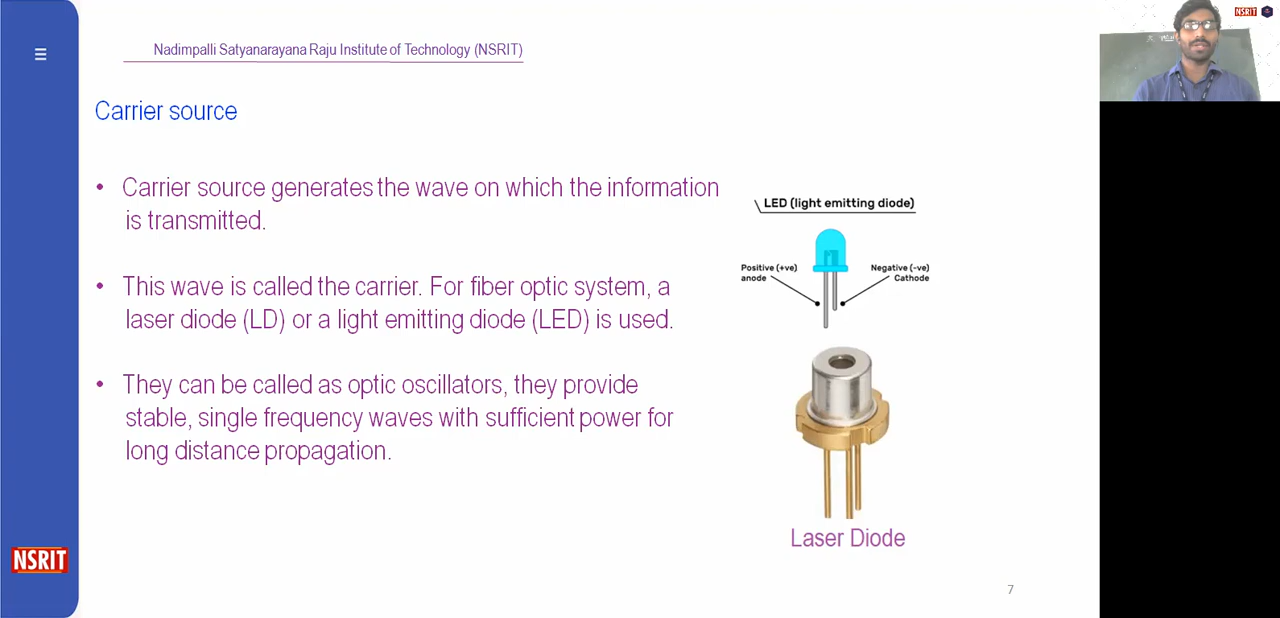 NSRIT
Nadimpalli Satyanarayana Raju Institute of Technology (NSRIT)
Carrier source
• Carrier source generates the wave on which the information
is transmitted.
• This wave is called the carrier. For fiber optic system, a
laser diode (LD) or a light emitting diode (LED) is used.
• They can be called as optic oscillators, they provide
stable, single frequency waves with sufficient power for
long distance propagation.
LED (light emitting diode)
Positive (+ve)
anode
Negative (-ve)
Cathode
Laser Diode
NSRIT
7